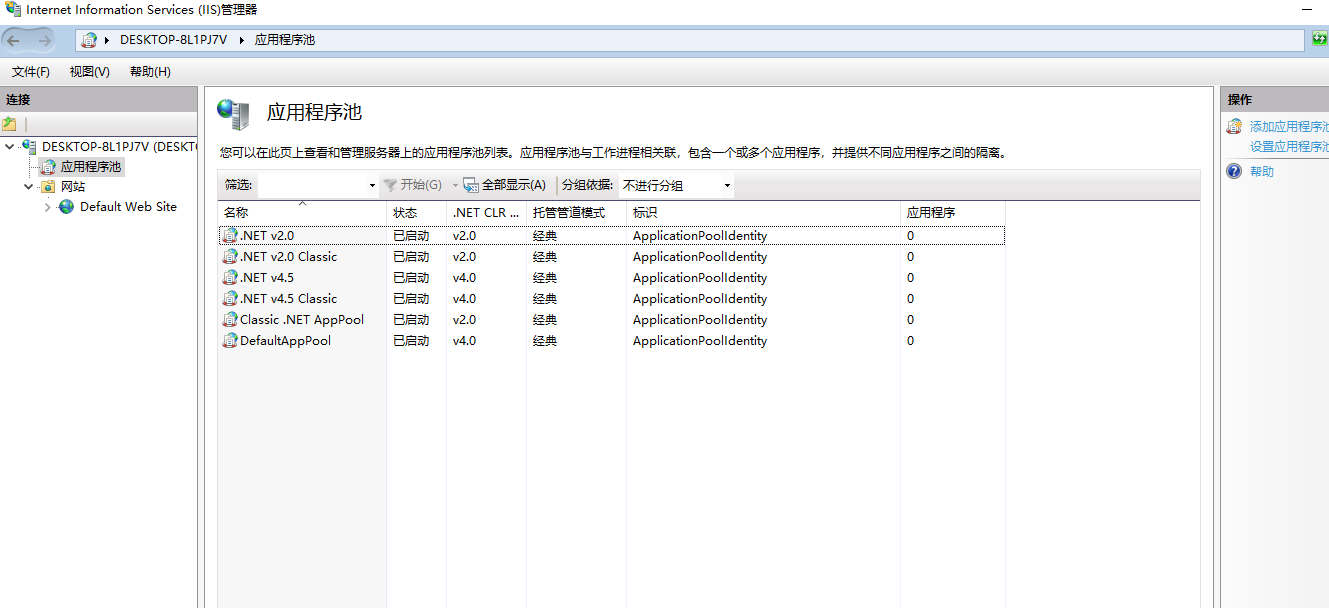 Internet Information Services (IIS)管理器
DESKTOP-8L1PJ7V 应用程序池
文件(F) 视图(V) 帮助(H)
连接
DESKTOP-8L1PJ7V (DESKT
应用程序池
网站
Default Web Site
应用程序池
您可以在此页上查看和管理服务器上的应用程序池列表。应用程序池与工作进程相关联，包含一个或多个应用程序，并提供不同应用程序之间的隔离。
筛选: 开始(G) 全部显示(A) 分组依据: 不进行分组
名称 状态 .NET CLR ... 托管管道模式 标识 应用程序
.NET v2.0 已启动 v2.0 经典 ApplicationPoolIdentity 0
.NET v2.0 Classic 已启动 v2.0 经典 ApplicationPoolIdentity 0
.NET v4.5 已启动 v4.0 经典 ApplicationPoolIdentity 0
.NET v4.5 Classic 已启动 v4.0 经典 ApplicationPoolIdentity 0
Classic .NET AppPool 已启动 v2.0 经典 ApplicationPoolIdentity 0
DefaultAppPool 已启动 v4.0 经典 ApplicationPoolIdentity 0
操作
添加应用程序池
设置应用程序池
帮助